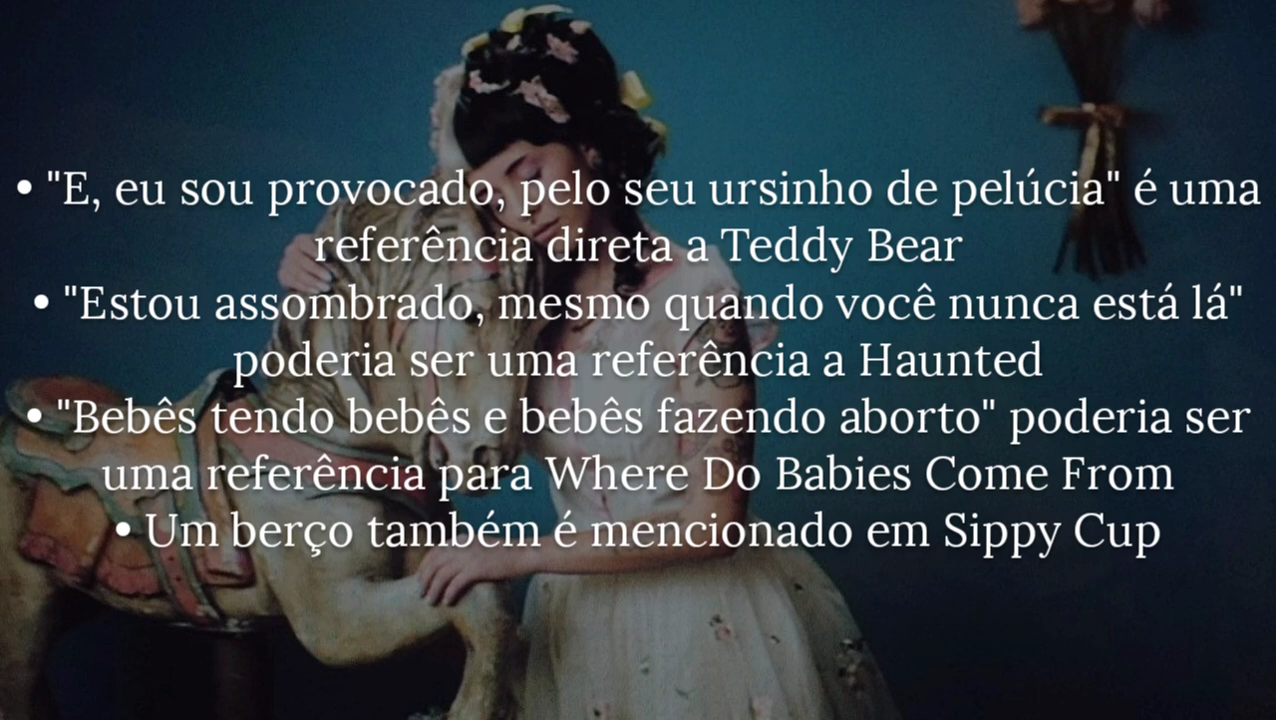 • "E, eu sou provocado, pelo seu ursinho de pelúcia" é uma
referência direta a Teddy Bear
• "Estou assombrado, mesmo quando você nunca está lá"
poderia ser uma referência a Haunted
• "Bebês tendo bebês e bebês fazendo aborto" poderia ser
uma referência para Where Do Babies Come From
• Um berço também é mencionado em Sippy Cup